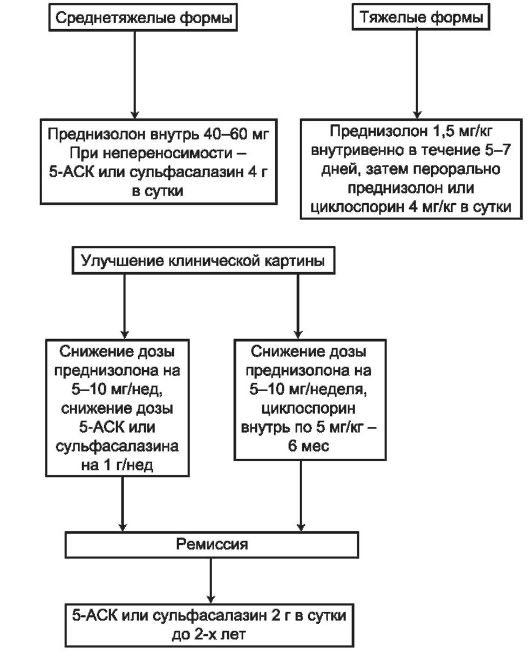 Среднетяжелые формы
Тяжелые формы
Преднизолон внутрь 40–60 мг
При непереносимости –
5-АСК или сульфасалазин 4 г
в сутки
Преднизолон 1,5 мг/кг
внутривенно в течение 5–7
дней, затем перорально
преднизолон или
циклоспорин 4 мг/кг в сутки
Улучшение клинической картины
Снижение дозы
преднизолона на
5–10 мг/нед,
снижение дозы
5-АСК или
сульфасалазина
на 1 г/нед
Снижение дозы
преднизолона на
5–10 мг/неделя,
циклоспорин
внутрь по 5 мг/кг –
6 мес
Ремиссия
5-АСК или сульфасалазин 2 г в сутки
до 2-х лет